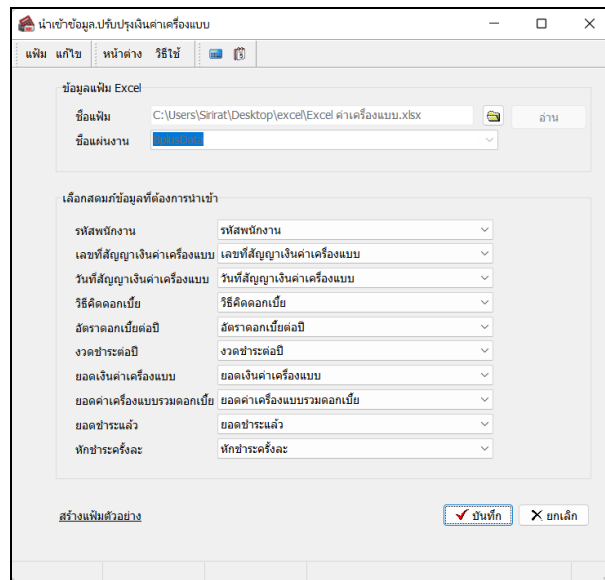 นำเข้าข้อมูล.ปรับปรุงเงินค่าเครื่องแบบ
แฟ้ม แก้ไข หน้าต่าง วิธีใช้
ข้อมูลแฟ้ม Excel
ชื่อแฟ้ม C:\Users\Sirirat\Desktop\excel\Excel ค่าเครื่องแบบ.xlsx อ่าน
ชื่อแผ่นงาน
เลือกสดมภ์ข้อมูลที่ต้องการนำเข้า
รหัสพนักงาน รหัสพนักงาน
เลขที่สัญญาเงินค่าเครื่องแบบ เลขที่สัญญาเงินค่าเครื่องแบบ
วันที่สัญญาเงินค่าเครื่องแบบ วันที่สัญญาเงินค่าเครื่องแบบ
วิธีคิดดอกเบี้ย วิธีคิดดอกเบี้ย
อัตราดอกเบี้ยต่อปี อัตราดอกเบี้ยต่อปี
งวดชำระต่อปี งวดชำระต่อปี
ยอดเงินค่าเครื่องแบบ ยอดเงินค่าเครื่องแบบ
ยอดค่าเครื่องแบบรวมดอกเบี้ย ยอดค่าเครื่องแบบรวมดอกเบี้ย
ยอดชำระแล้ว ยอดชำระแล้ว
หักชำระครั้งละ หักชำระครั้งละ
สร้างแฟ้มตัวอย่าง บันทึก ยกเลิก